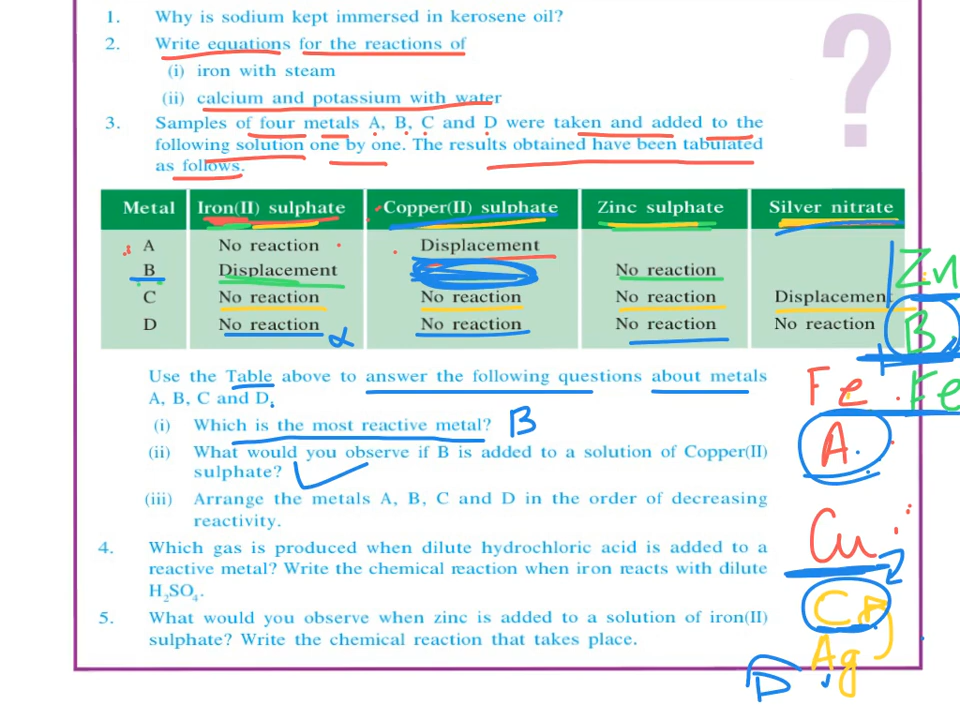 1. Why is sodium kept immersed in kerosene oil?
2. Write equations for the reactions of
(i) iron with steam
(ii) calcium and potassium with water
3. Samples of four metals A, B, C and D were taken and added to the
following solution one by one. The results obtained have been tabulated
as follows.
?
Metal Iron(II) sulphate Copper(II) sulphate Zinc sulphate Silver nitrate
A No reaction Displacement
B Displacement No reaction
C No reaction No reaction No reaction Displacement
D No reaction No reaction No reaction No reaction
Zn
B
Fe Fe
A.
Cu
C
Ag
D
Use the Table above to answer the following questions about metals
A, B, C and D.
(i) Which is the most reactive metal? B
(ii) What would you observe if B is added to a solution of Copper(II)
sulphate?
(iii) Arrange the metals A, B, C and D in the order of decreasing
reactivity.
4. Which gas is produced when dilute hydrochloric acid is added to a
reactive metal? Write the chemical reaction when iron reacts with dilute
H₂SO₄.
5. What would you observe when zinc is added to a solution of iron(II)
sulphate? Write the chemical reaction that takes place.